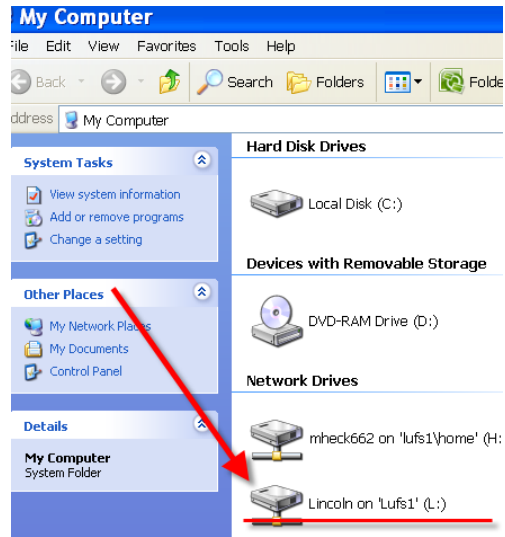 My Computer
File Edit View Favorites Tools Help
Back Search Folders Folde
ddress My Computer
System Tasks
View system information
Add or remove programs
Change a setting
Other Places
My Network Places
My Documents
Control Panel
Details
My Computer
System Folder
Hard Disk Drives
Local Disk (C:)
Devices with Removable Storage
DVD-RAM Drive (D:)
Network Drives
mheck662 on 'lufs1\home' (H:
Lincoln on 'Lufs1' (L:)